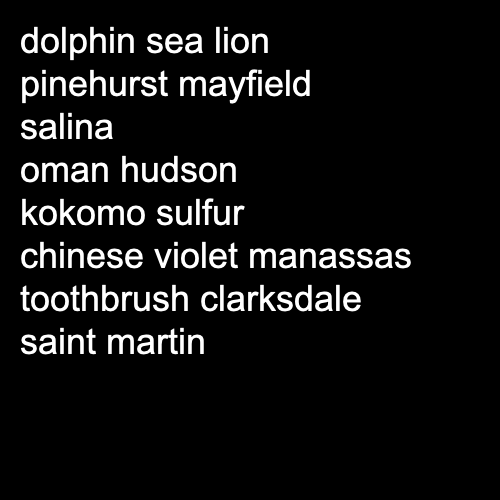 dolphin sea lion
pinehurst mayfield
salina
oman hudson
kokomo sulfur
chinese violet manassas
toothbrush clarksdale
saint martin